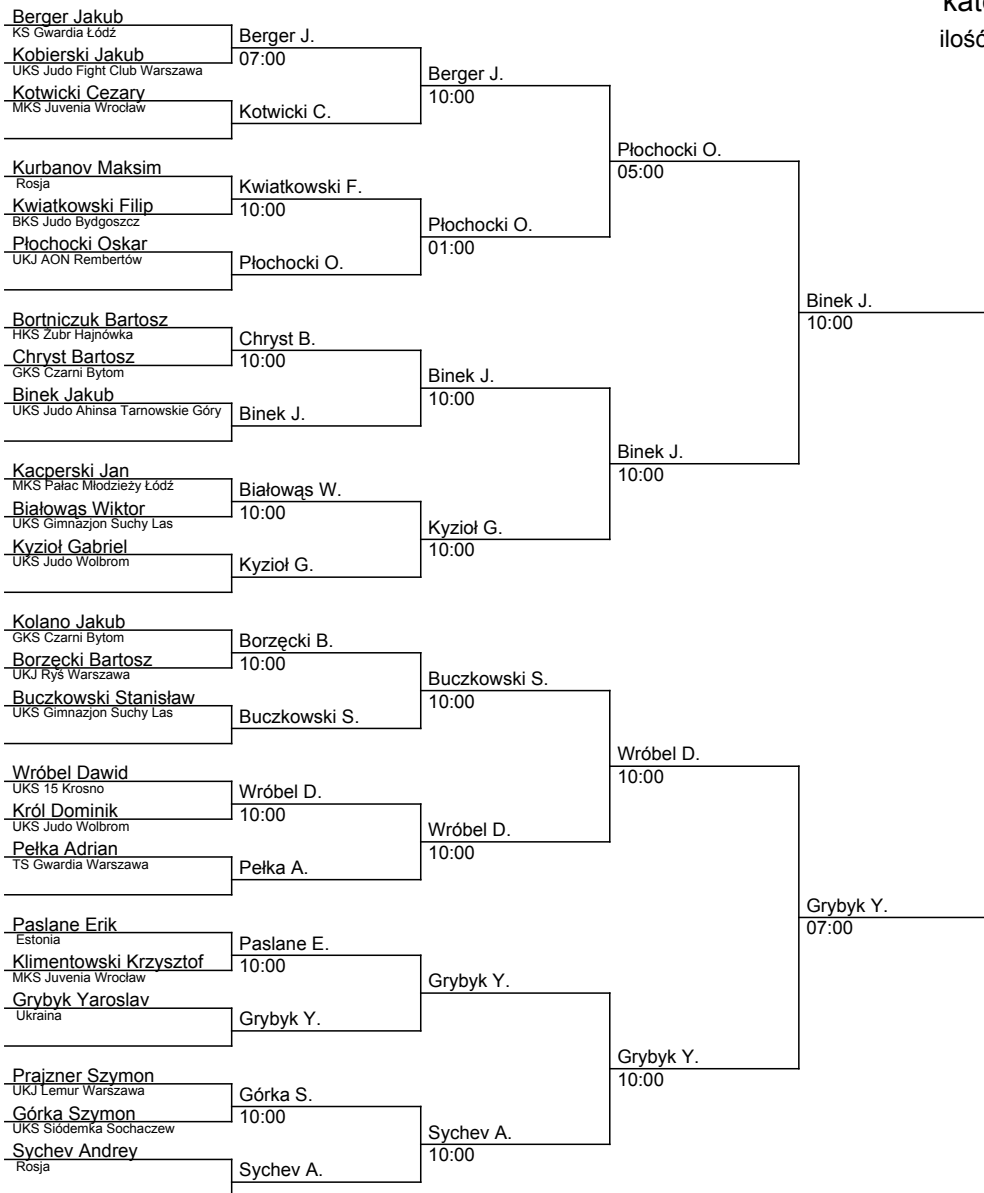 kate
ilość
Berger Jakub
KS Gwardia Łódź
Kobierski Jakub
UKS Judo Fight Club Warszawa
Kotwicki Cezary
MKS Juvenia Wrocław
Kurbanov Maksim
Rosja
Kwiatkowski Filip
BKS Judo Bydgoszcz
Płochocki Oskar
UKJ AON Rembertów
Bortniczuk Bartosz
HKS Żubr Hajnówka
Chryst Bartosz
GKS Czarni Bytom
Binek Jakub
UKS Judo Ahinsa Tarnowskie Góry
Kacperski Jan
MKS Pałac Młodzieży Łódź
Białowąs Wiktor
UKS Gimnazjon Suchy Las
Kyzioł Gabriel
UKS Judo Wolbrom
Kolano Jakub
GKS Czarni Bytom
Borzęcki Bartosz
UKJ Ryś Warszawa
Buczkowski Stanisław
UKS Gimnazjon Suchy Las
Wróbel Dawid
UKS 15 Krosno
Król Dominik
UKS Judo Wolbrom
Pełka Adrian
TS Gwardia Warszawa
Paslane Erik
Estonia
Klimentowski Krzysztof
MKS Juvenia Wrocław
Grybyk Yaroslav
Ukraina
Prajzner Szymon
UKJ Lemur Warszawa
Górka Szymon
UKS Siódemka Sochaczew
Sychev Andrey
Rosja
Berger J.
07:00
Kotwicki C.
Kwiatkowski F.
10:00
Płochocki O.
Chryst B.
10:00
Binek J.
Białowąs W.
10:00
Kyzioł G.
Borzęcki B.
10:00
Buczkowski S.
Wróbel D.
10:00
Pełka A.
Paslane E.
10:00
Grybyk Y.
Górka S.
10:00
Sychev A.
Berger J.
10:00
Płochocki O.
01:00
Binek J.
10:00
Kyzioł G.
10:00
Buczkowski S.
10:00
Wróbel D.
10:00
Grybyk Y.
Sychev A.
10:00
Płochocki O.
05:00
Binek J.
10:00
Wróbel D.
10:00
Grybyk Y.
10:00
Binek J.
10:00
Grybyk Y.
07:00